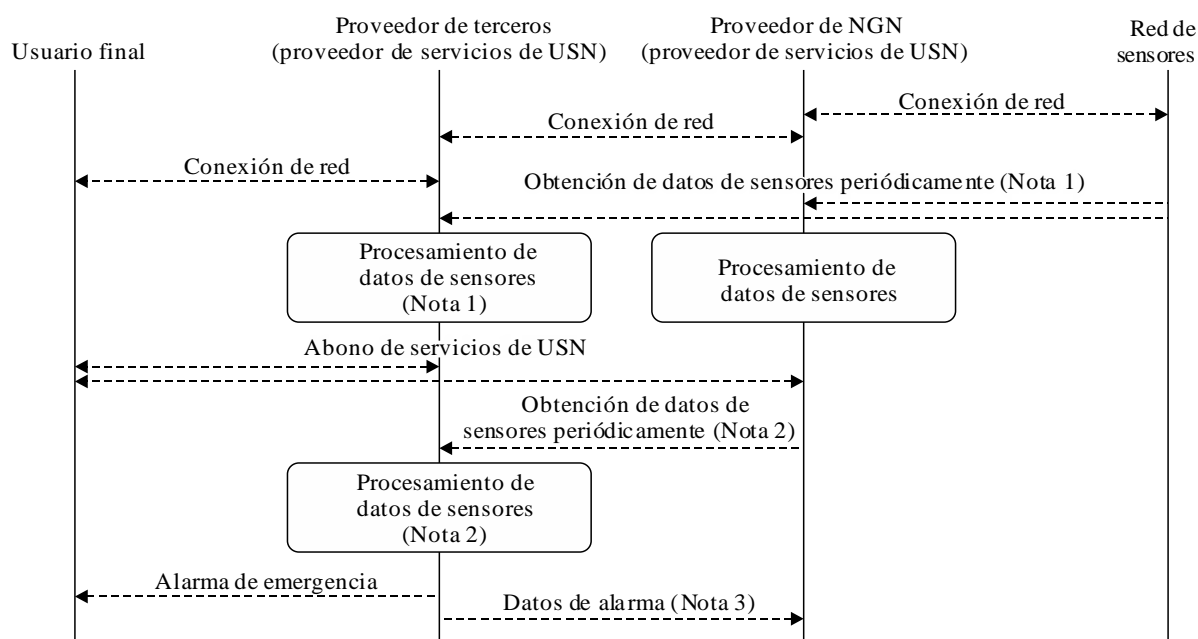 Usuario final
Proveedor de terceros
(proveedor de servicios de USN)
Proveedor de NGN
(proveedor de servicios de USN)
Red de
sensores
Conexión de red
Conexión de red
Conexión de red
Obtención de datos de sensores periódicamente (Nota 1)
Procesamiento de
datos de sensores
(Nota 1)
Procesamiento de
datos de sensores
Abono de servicios de USN
Obtención de datos de
sensores periódicamente (Nota 2)
Procesamiento de
datos de sensores
(Nota 2)
Alarma de emergencia
Datos de alarma (Nota 3)